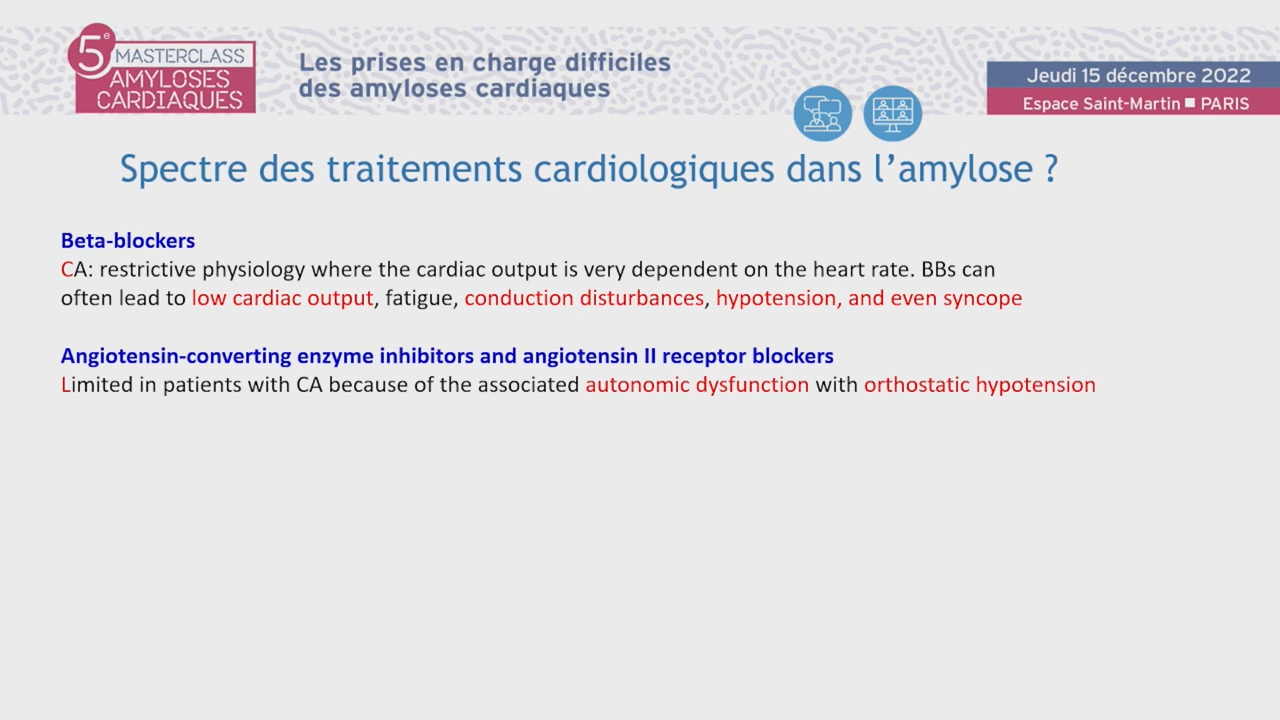 5e
MASTERCLASS
AMYLOSES
CARDIAQUES
Les prises en charge difficiles
des amyloses cardiaques
Jeudi 15 décembre 2022
Espace Saint-Martin ■ PARIS
Spectre des traitements cardiologiques dans l’amylose ?
Beta-blockers
CA: restrictive physiology where the cardiac output is very dependent on the heart rate. BBs can
often lead to low cardiac output, fatigue, conduction disturbances, hypotension, and even syncope
Angiotensin-converting enzyme inhibitors and angiotensin II receptor blockers
Limited in patients with CA because of the associated autonomic dysfunction with orthostatic hypotension